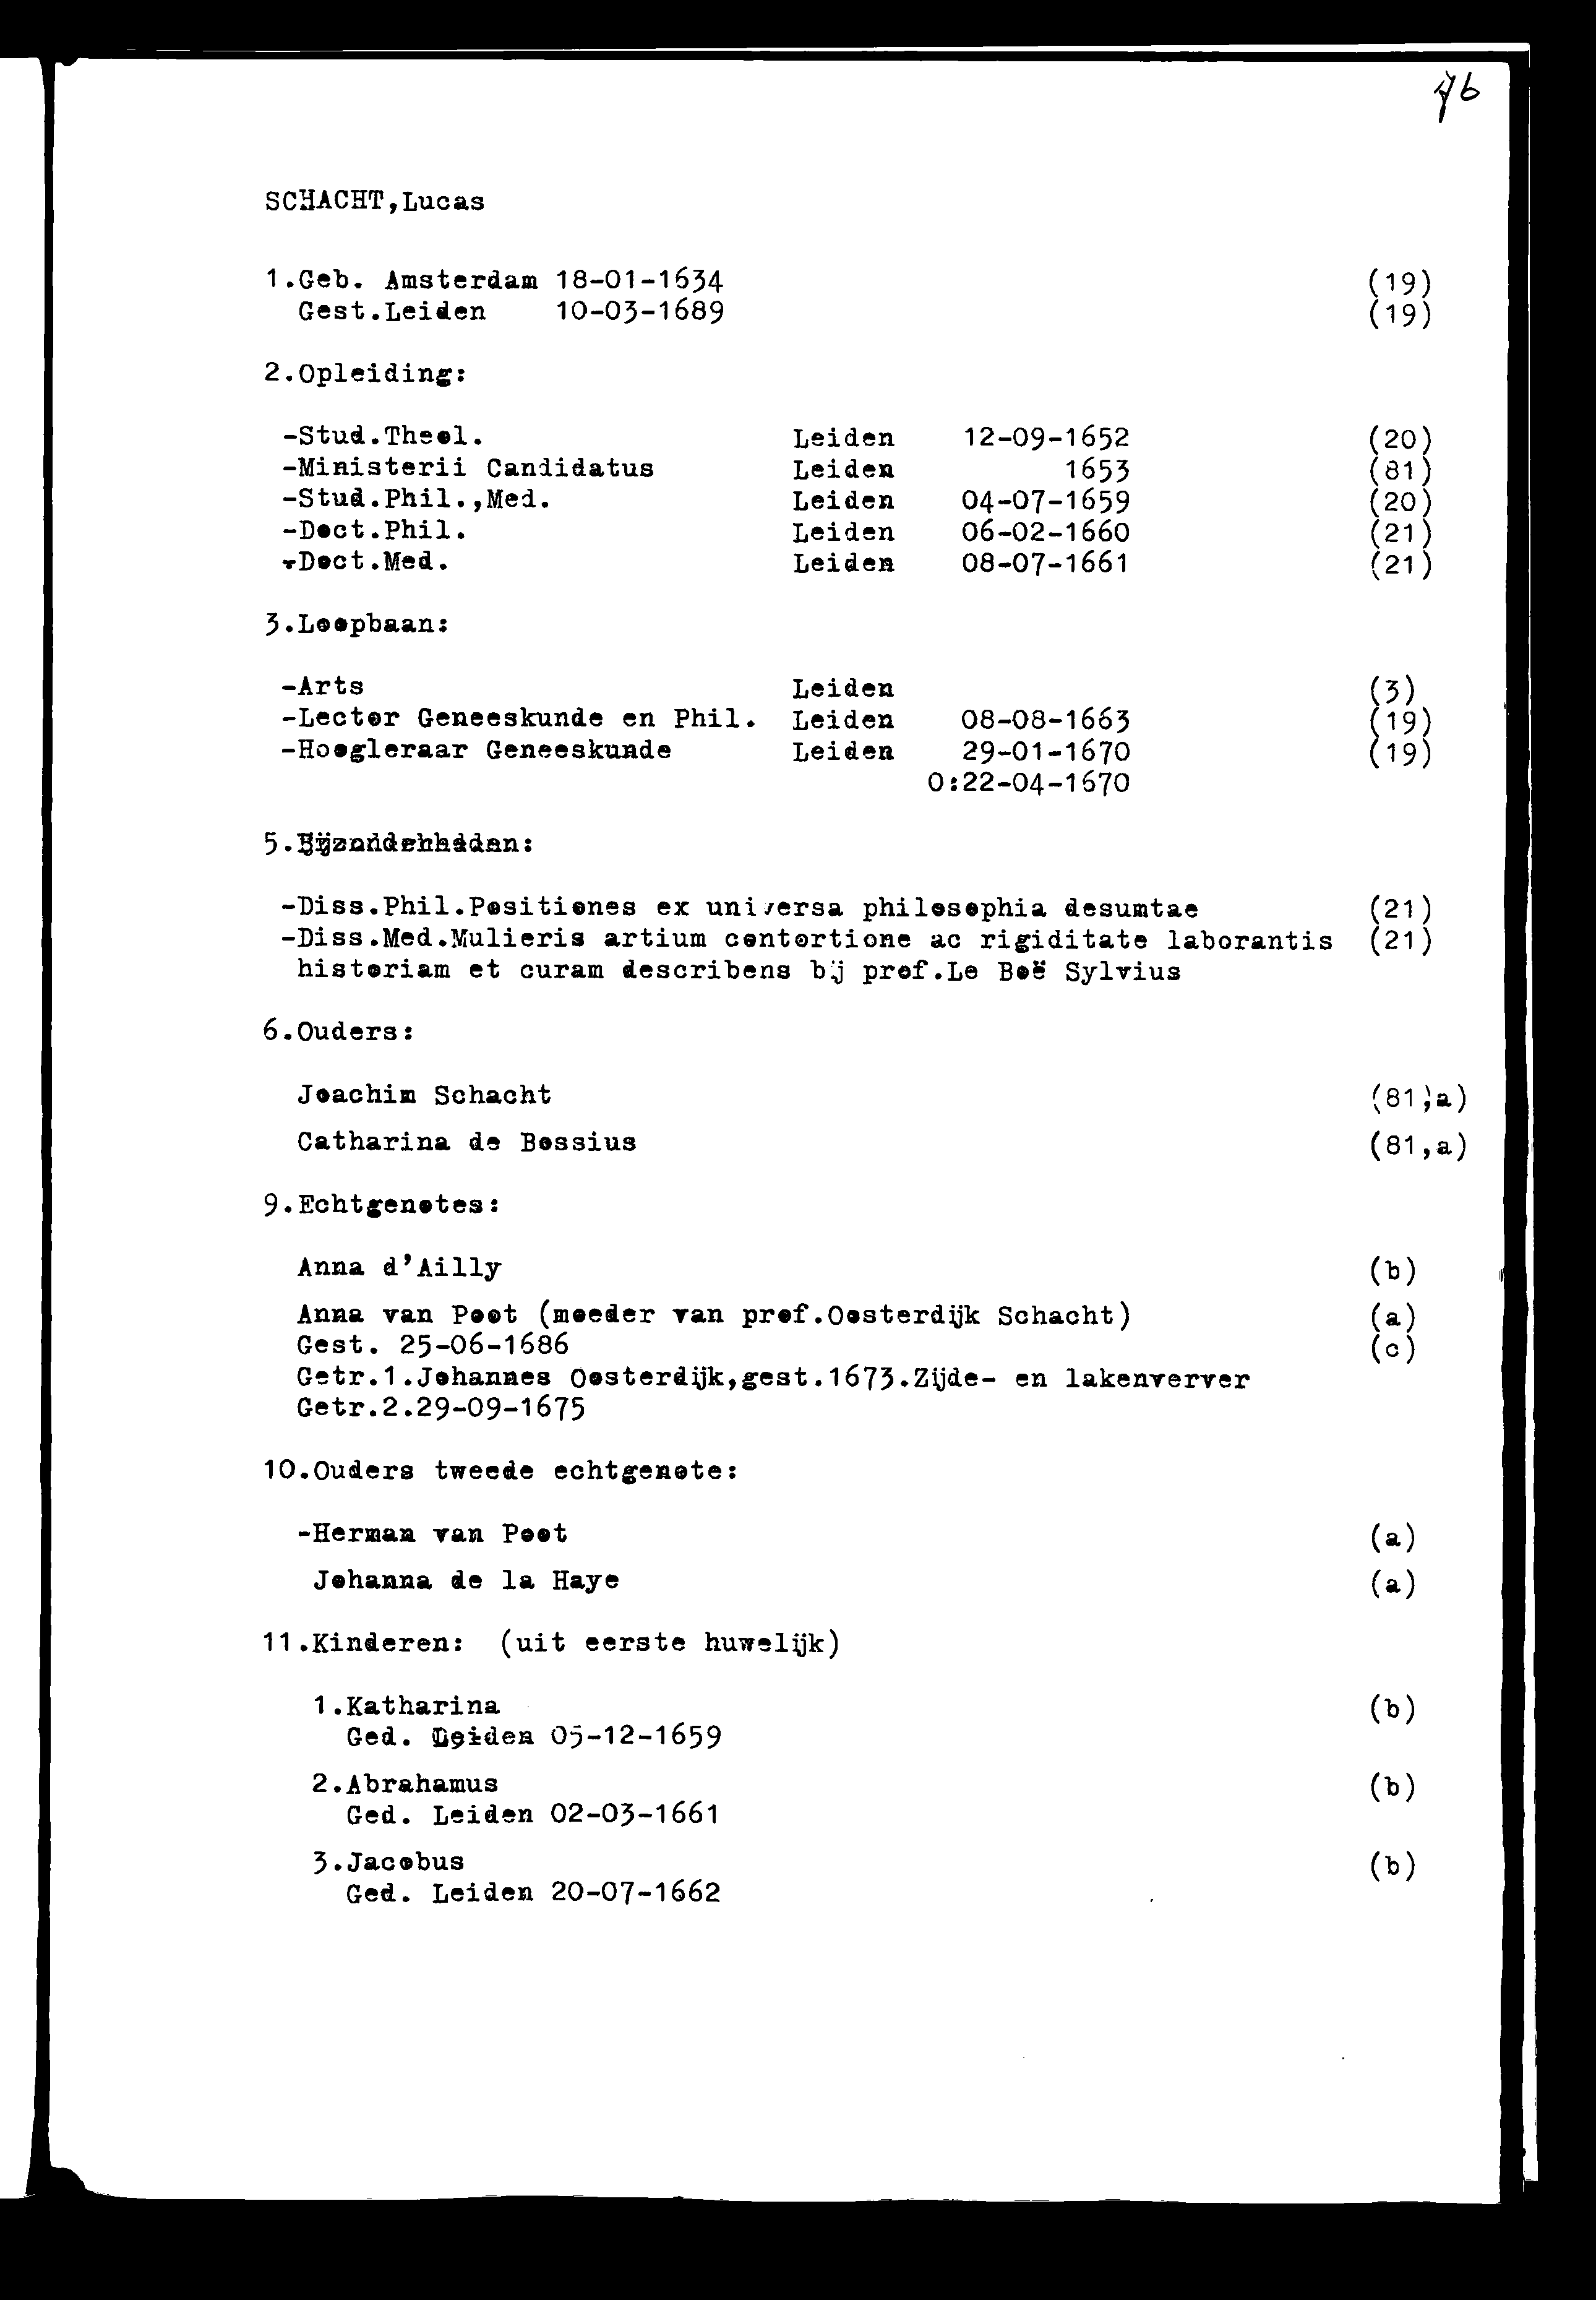 76
SCHACHT,Lucas
1.Geb. Amsterdam 18-01-1634 (19)
Gest.Leiden 10-03-1689 (19)
2.Opleiding:
-Stud.Theol. Leiden 12-09-1652 (20)
-Ministerii Candidatus Leiden 1653 (81)
-Stud.Phil.,Med. Leiden 04-07-1659 (20)
-Doct.Phil. Leiden 06-02-1660 (21)
-Doct.Med. Leiden 08-07-1661 (21)
3.Loopbaan:
-Arts Leiden (3)
-Lector Geneeskunde en Phil. Leiden 08-08-1663 (19)
-Hoogleraar Geneeskunde Leiden 29-01-1670 (19)
O:22-04-1670
5.Bijzonderheden:
-Diss.Phil.Positiones ex universa philosophia desumtae (21)
-Diss.Med.Mulieris artium contortione ac rigiditate laborantis (21)
historiam et curam describens bij prof.Le Boë Sylvius
6.Ouders:
Joachim Schacht (81,a)
Catharina de Bossius (81,a)
9.Echtgenotes:
Anna d'Ailly (b)
Anna van Poot (moeder van prof.Oosterdijk Schacht) (a)
Gest. 25-06-1686 (c)
Getr.1.Johannes Oosterdijk,gest.1673.Zijde- en lakenverver
Getr.2.29-09-1675
10.Ouders tweede echtgenote:
-Herman van Poot (a)
Johanna de la Haye (a)
11.Kinderen: (uit eerste huwelijk)
1.Katharina (b)
Ged. Leiden 05-12-1659
2.Abrahamus (b)
Ged. Leiden 02-03-1661
3.Jacobus (b)
Ged. Leiden 20-07-1662